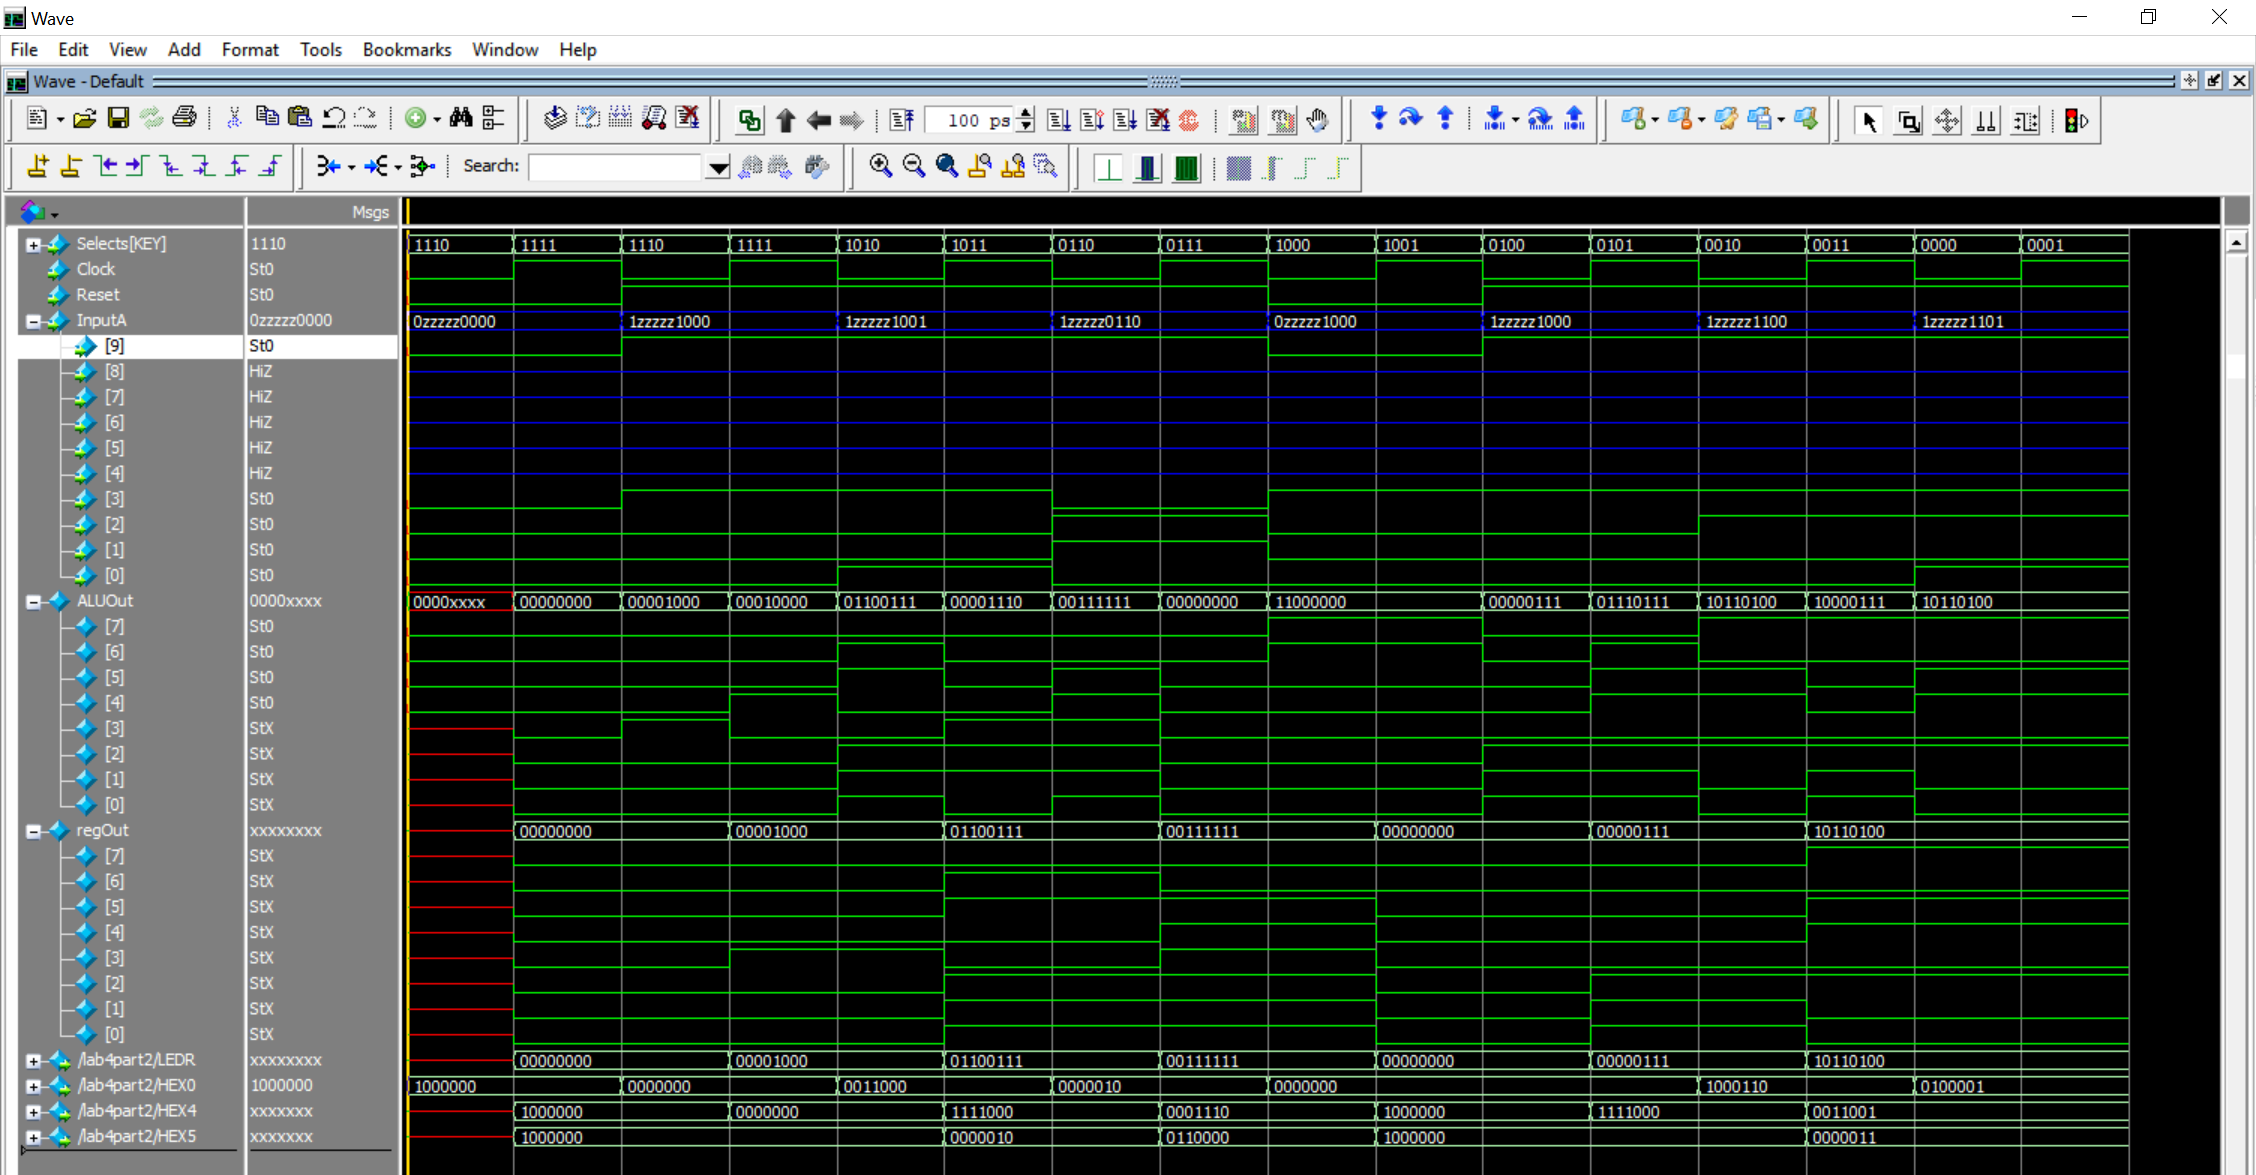 Wave
File Edit View Add Format Tools Bookmarks Window Help
Wave - Default
100 ps
Search:
Msgs
Selects[KEY] 1110 1110 1111 1110 1111 1010 1011 0110 0111 1000 1001 0100 0101 0010 0011 0000 0001
Clock St0
Reset St0
InputA 0zzzzz0000 0zzzzz0000 1zzzzz1000 1zzzzz1001 1zzzzz0110 0zzzzz1000 1zzzzz1000 1zzzzz1100 1zzzzz1101
[9] St0
[8] HiZ
[7] HiZ
[6] HiZ
[5] HiZ
[4] HiZ
[3] St0
[2] St0
[1] St0
[0] St0
ALUOut 0000xxxx 0000xxxx 00000000 00001000 00010000 01100111 00001110 00111111 00000000 11000000 00000111 01110111 10110100 10000111 10110100
[7] St0
[6] St0
[5] St0
[4] St0
[3] StX
[2] StX
[1] StX
[0] StX
regOut xxxxxxxx 00000000 00001000 01100111 00111111 00000000 00000111 10110100
[7] StX
[6] StX
[5] StX
[4] StX
[3] StX
[2] StX
[1] StX
[0] StX
/lab4part2/LEDR xxxxxxxx 00000000 00001000 01100111 00111111 00000000 00000111 10110100
/lab4part2/HEX0 1000000 1000000 0000000 0011000 0000010 0000000 1000110 0100001
/lab4part2/HEX4 xxxxxxx 1000000 0000000 1111000 0001110 1000000 1111000 0011001
/lab4part2/HEX5 xxxxxxx 1000000 0000010 0110000 1000000 0000011